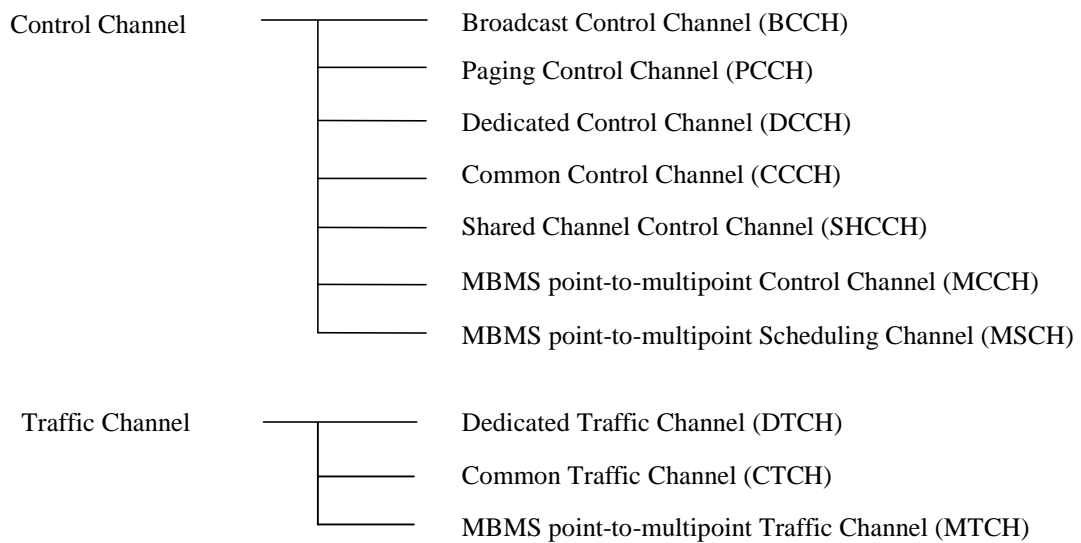 Control Channel
Broadcast Control Channel (BCCH)
Paging Control Channel (PCCH)
Dedicated Control Channel (DCCH)
Common Control Channel (CCCH)
Shared Channel Control Channel (SHCCH)
MBMS point-to-multipoint Control Channel (MCCH)
MBMS point-to-multipoint Scheduling Channel (MSCH)
Traffic Channel
Dedicated Traffic Channel (DTCH)
Common Traffic Channel (CTCH)
MBMS point-to-multipoint Traffic Channel (MTCH)